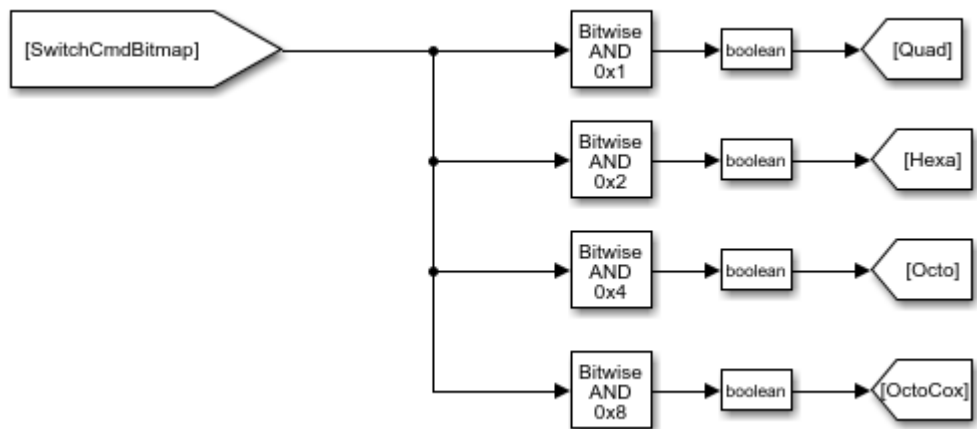 [SwitchCmdBitmap]
Bitwise
AND
0x1
boolean
[Quad]
Bitwise
AND
0x2
boolean
[Hexa]
Bitwise
AND
0x4
boolean
[Octo]
Bitwise
AND
0x8
boolean
[OctoCox]